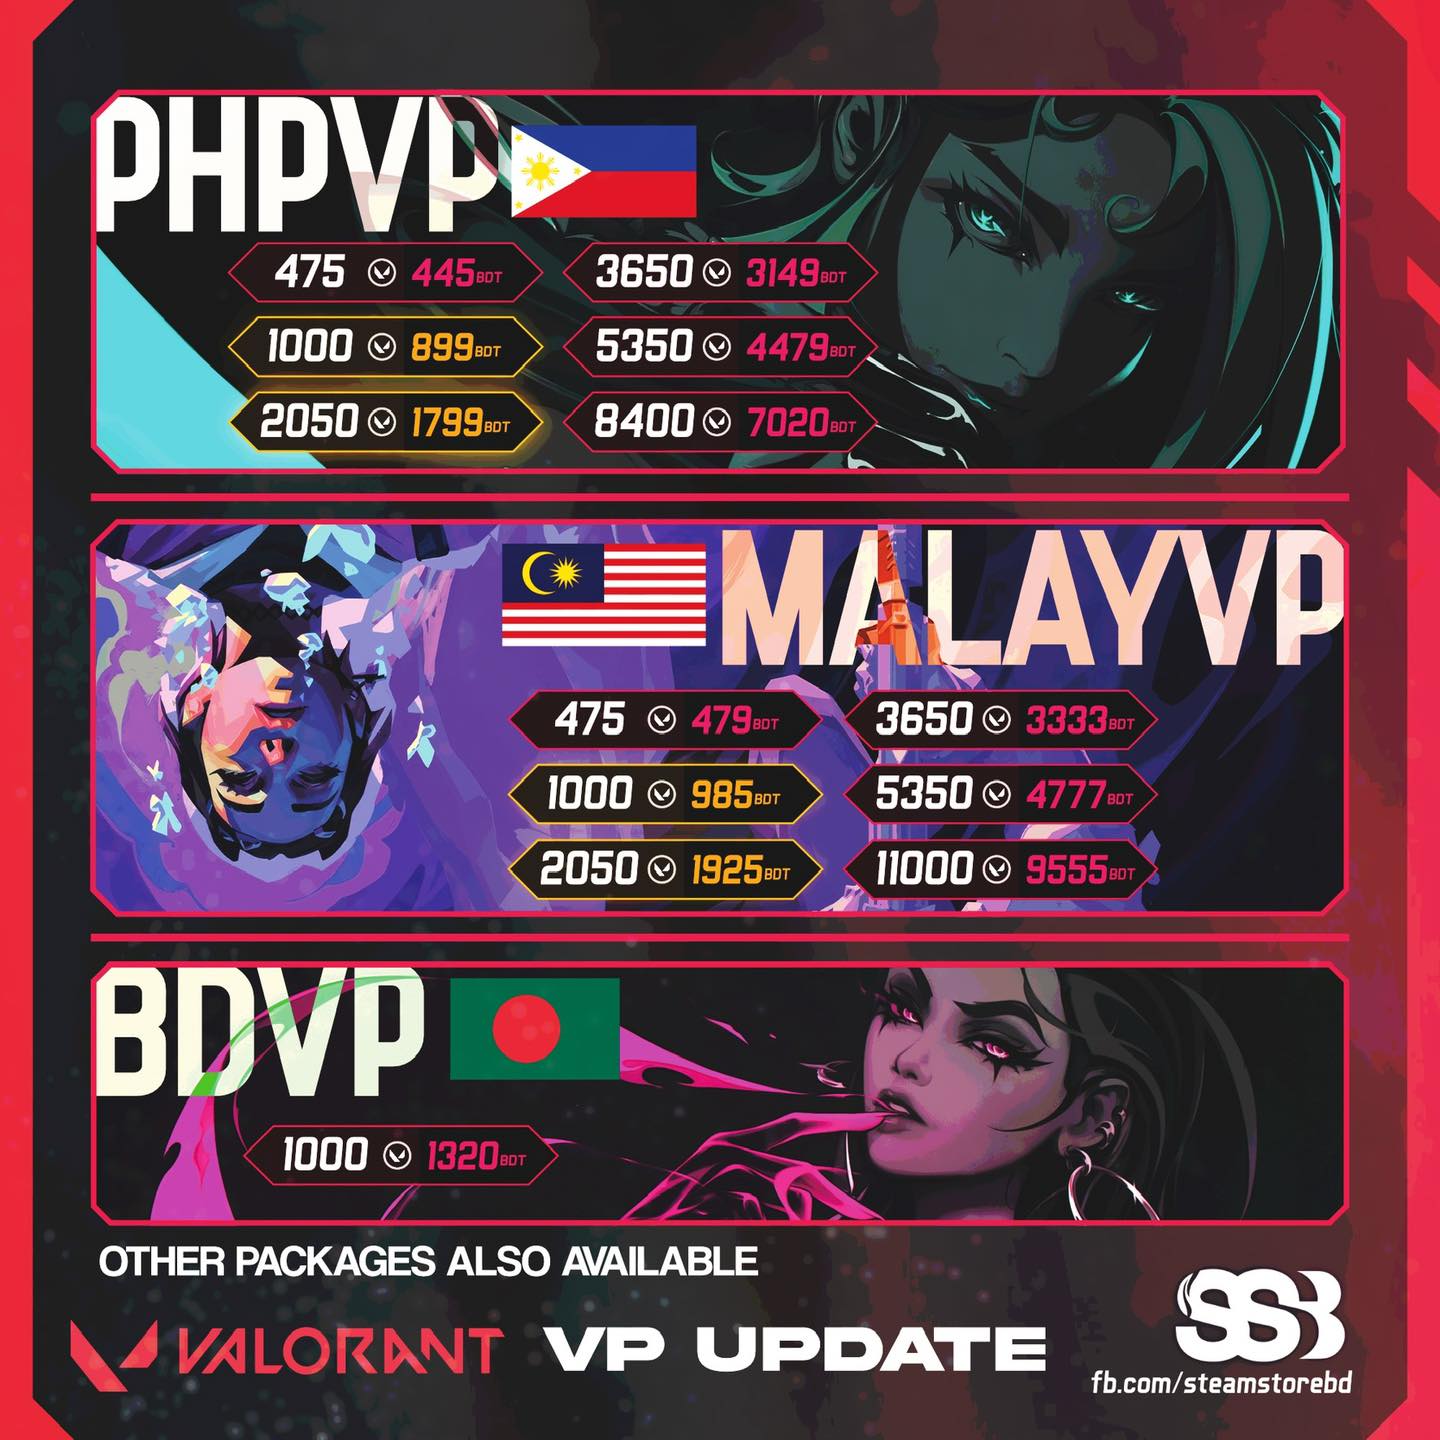 PHPVP
475 445BDT
3650 3149BDT
1000 899BDT
5350 4479BDT
2050 1799BDT
8400 7020BDT
MALAYVP
475 479BDT
3650 3333BDT
1000 985BDT
5350 4777BDT
2050 1925BDT
11000 9555BDT
BDVP
1000 1320BDT
OTHER PACKAGES ALSO AVAILABLE
VALORANT VP UPDATE
SSB
fb.com/steamstorebd